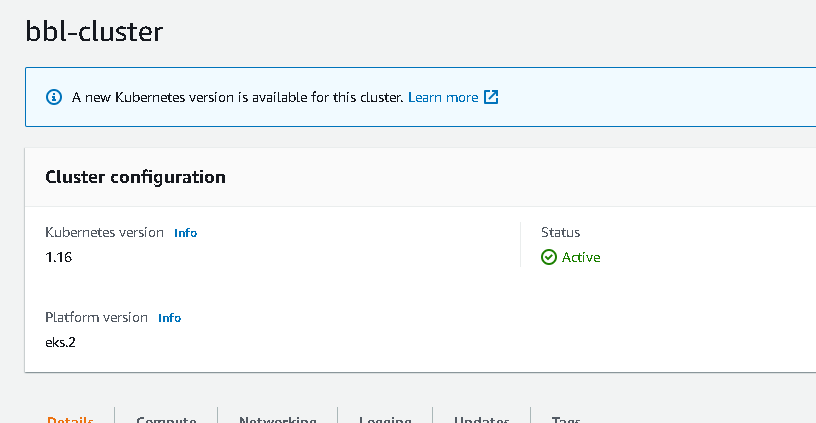 bbl-cluster
A new Kubernetes version is available for this cluster. Learn more
Cluster configuration
Kubernetes version Info
1.16
Status
Active
Platform version Info
eks.2
Details Compute Networking Logging Updates Tags